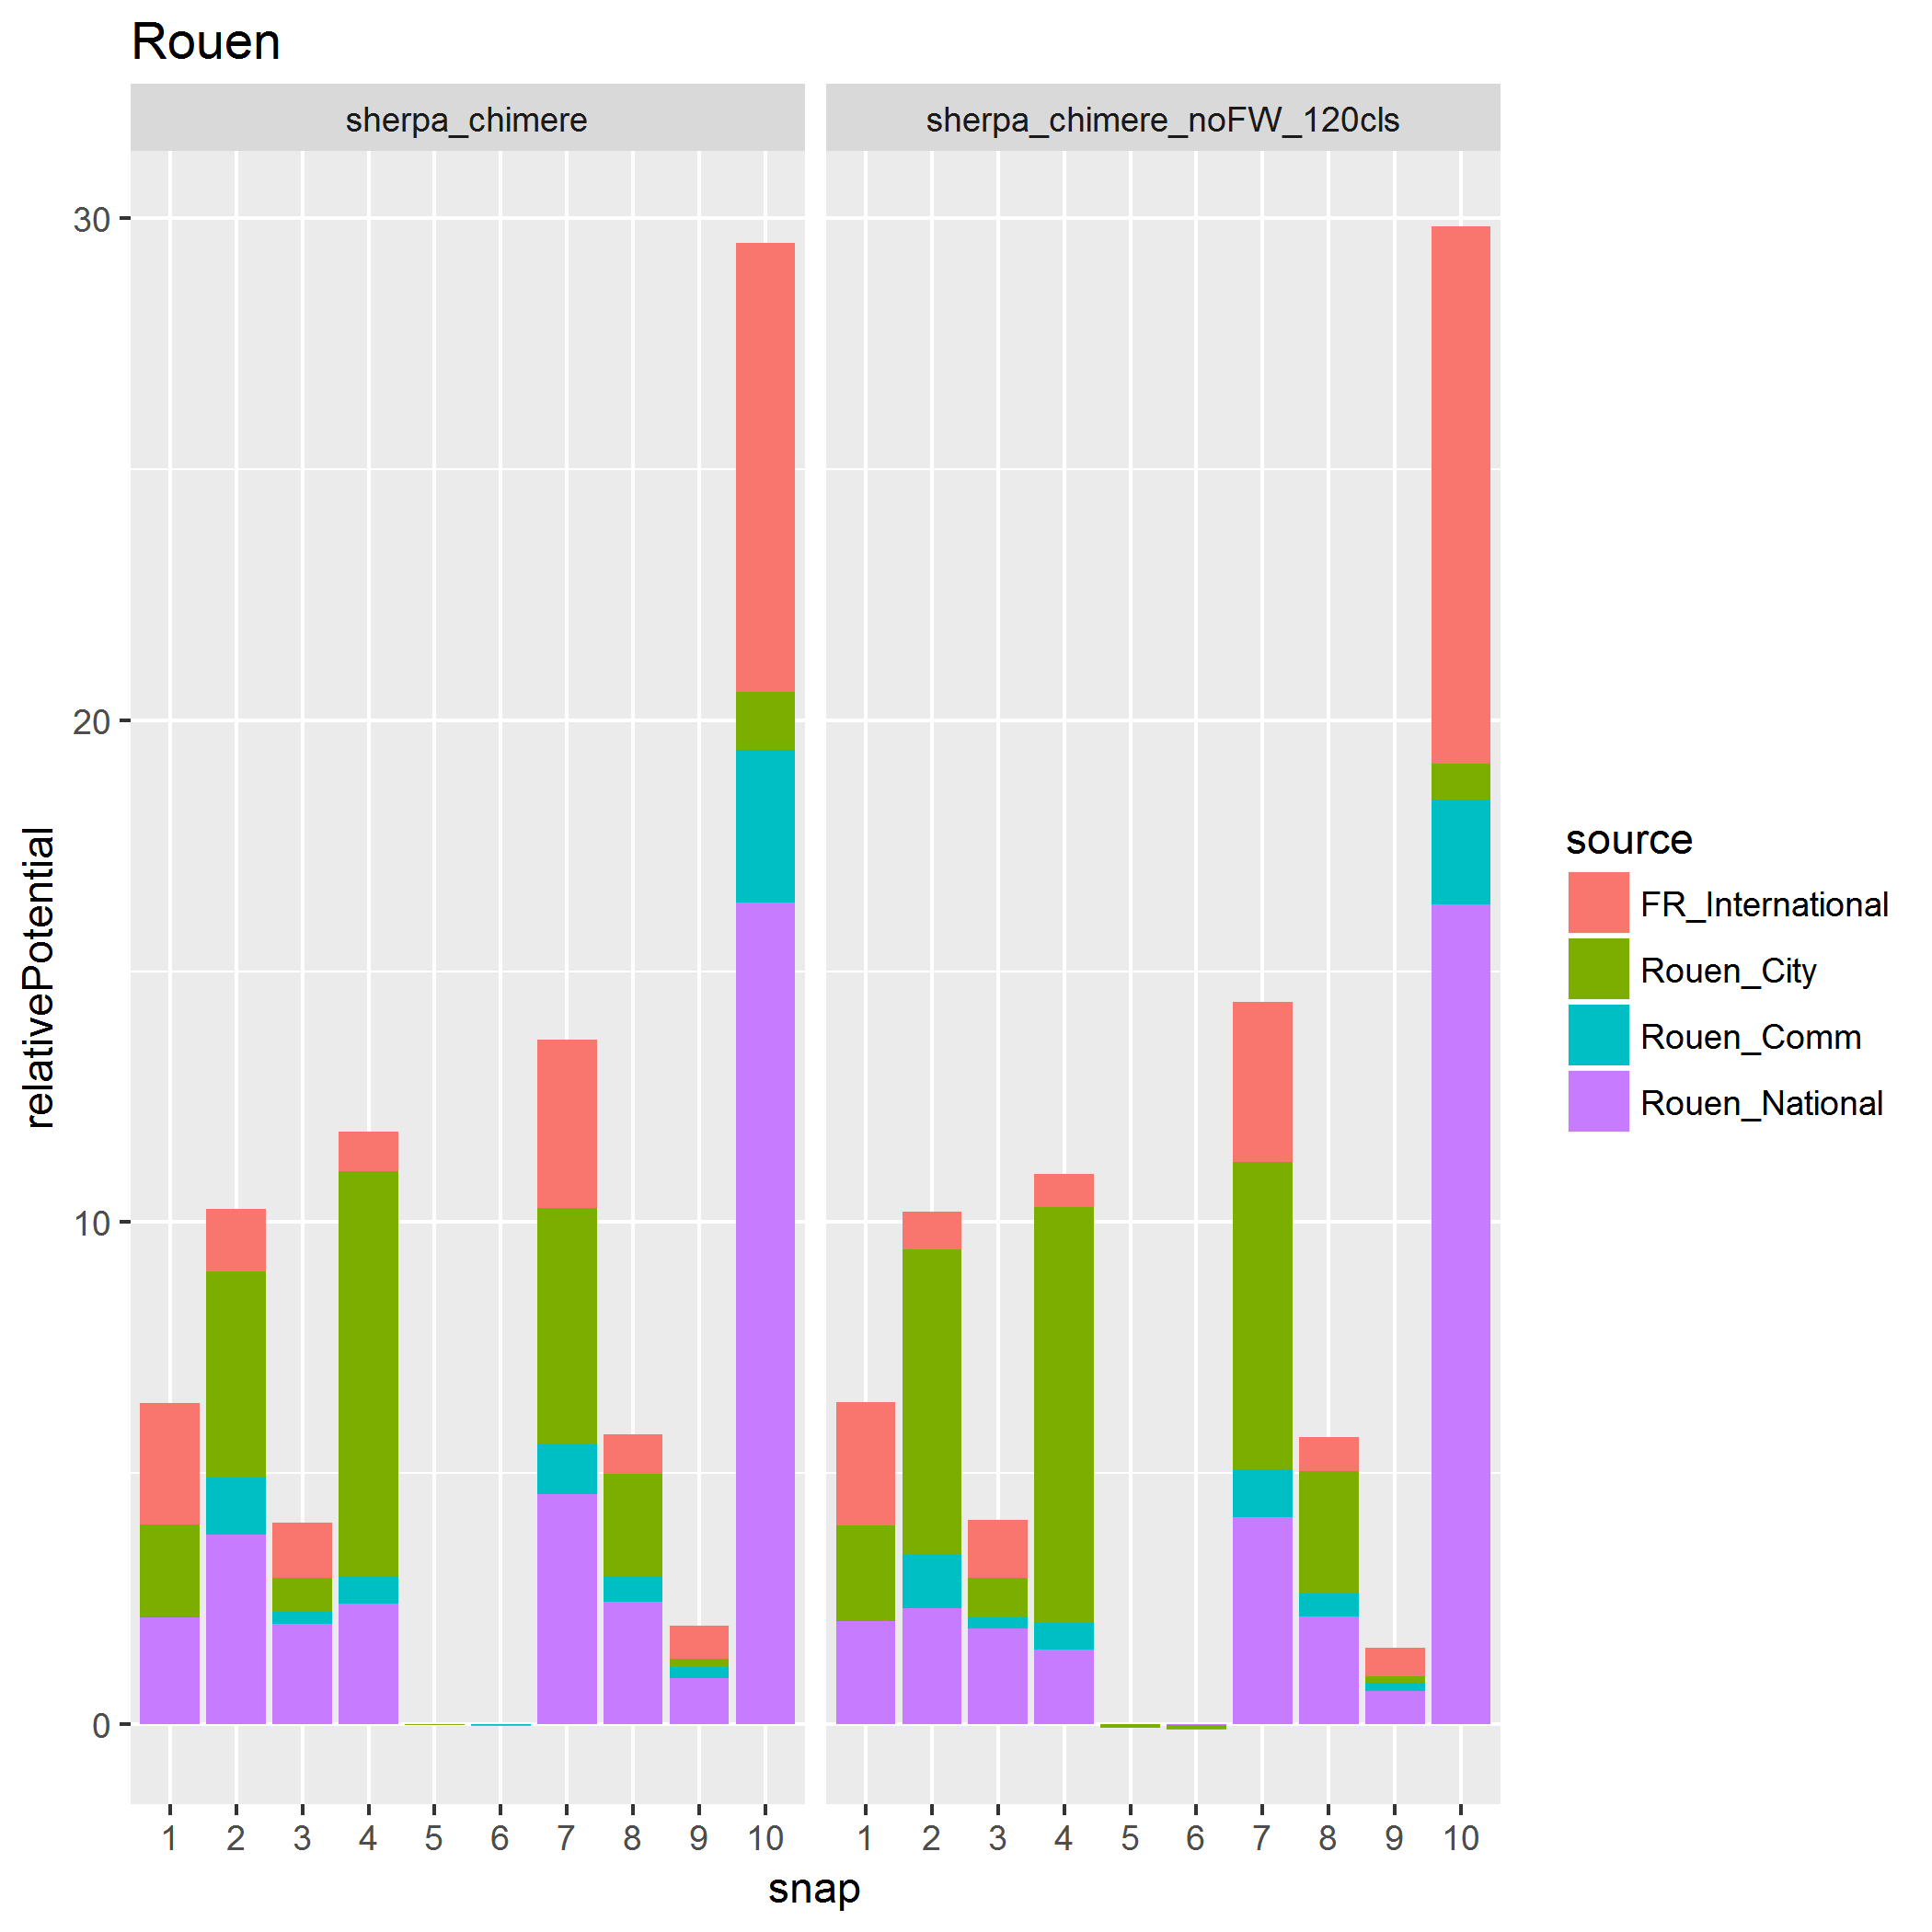 Rouen
sherpa_chimere
sherpa_chimere_noFW_120cls
30
20
10
0
relativePotential
1 2 3 4 5 6 7 8 9 10
1 2 3 4 5 6 7 8 9 10
snap
source
FR_International
Rouen_City
Rouen_Comm
Rouen_National